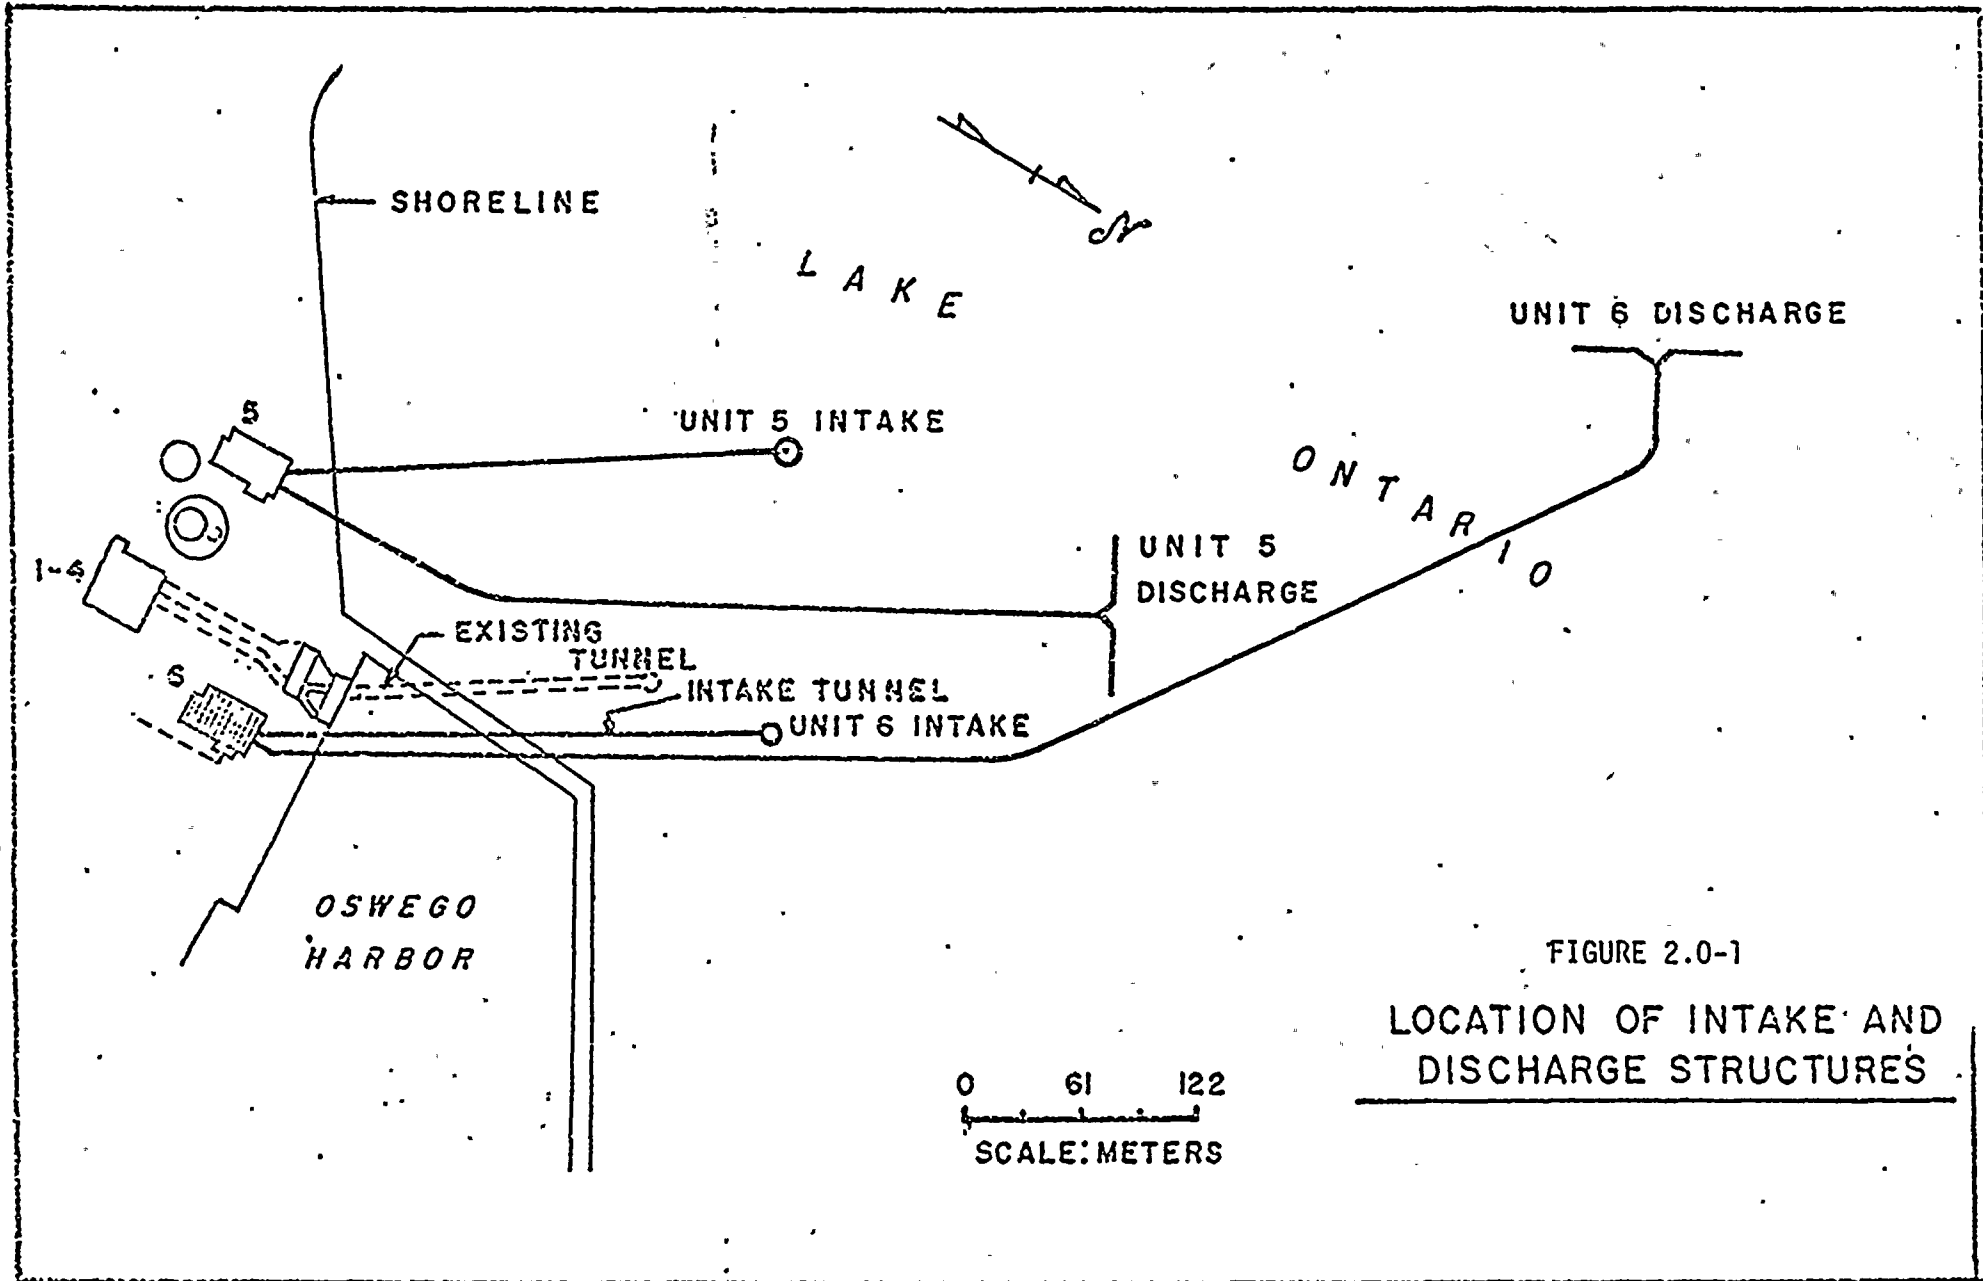 SHORELINE
N
LAKE
UNIT 6 DISCHARGE
5
UNIT 5 INTAKE
ONTARIO
UNIT 5
DISCHARGE
1-4
EXISTING
TUNNEL
6
INTAKE TUNNEL
UNIT 6 INTAKE
OSWEGO
HARBOR
FIGURE 2.0-1
LOCATION OF INTAKE AND
DISCHARGE STRUCTURES
0 61 122
SCALE: METERS